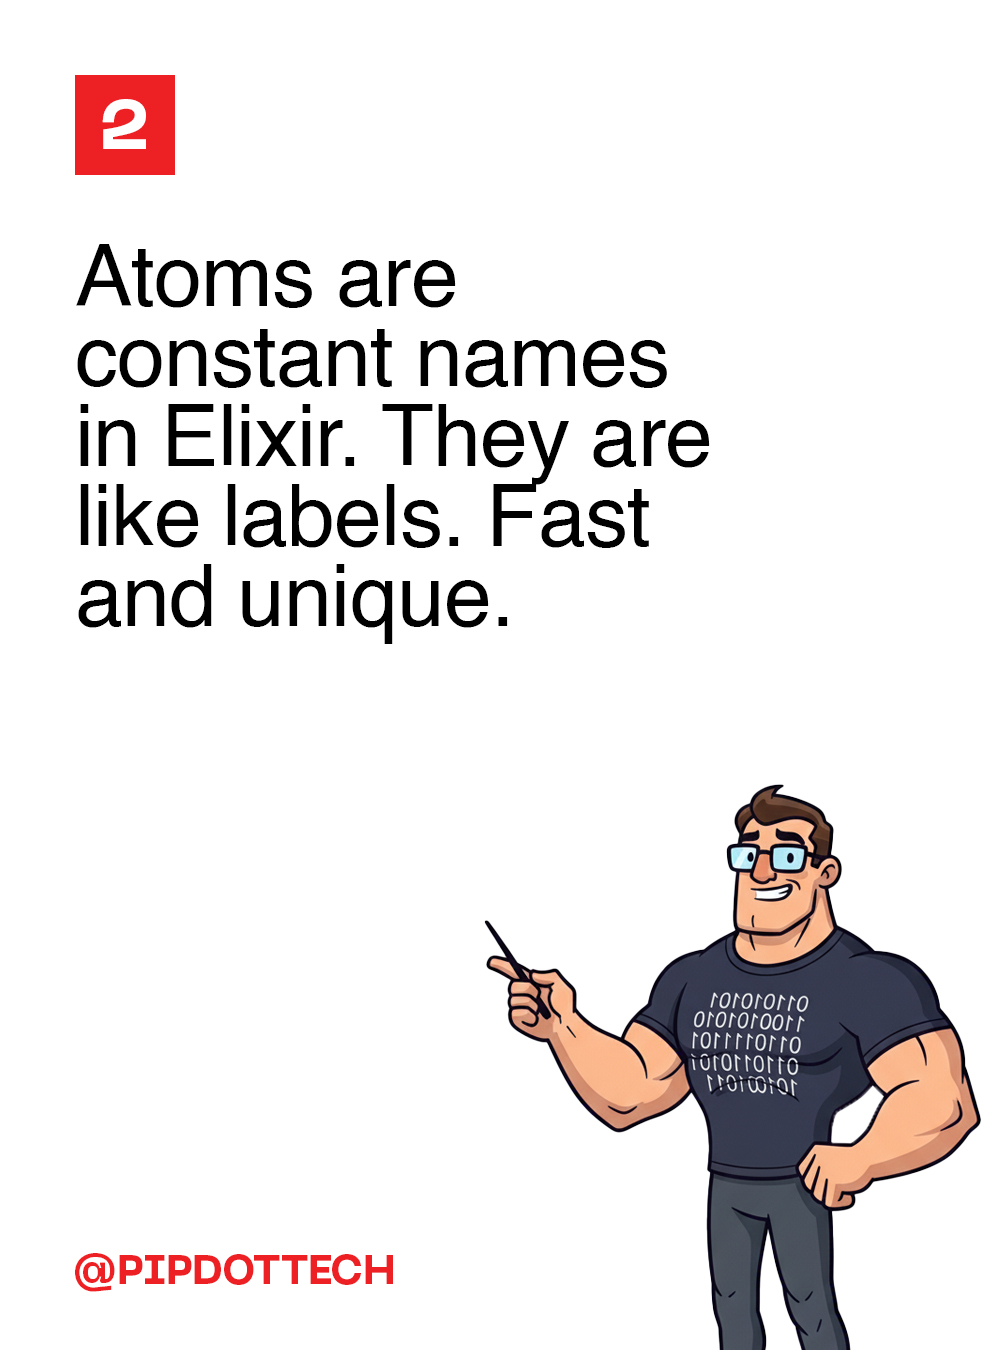 2
Atoms are
constant names
in Elixir. They are
like labels. Fast
and unique.
@PIPDOTTECH